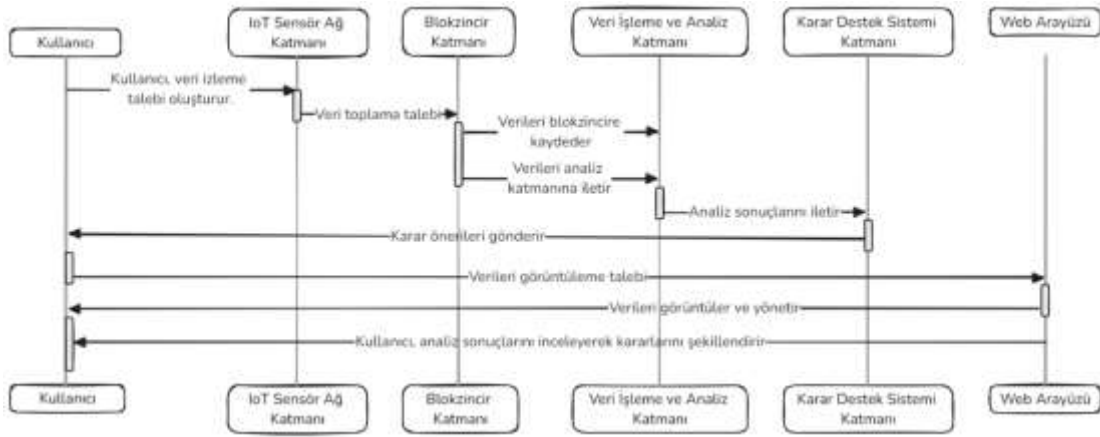 Kullanıcı
IoT Sensör Ağ
Katmanı
Blokzincir
Katmanı
Veri İşleme ve Analiz
Katmanı
Karar Destek Sistemi
Katmanı
Web Arayüzü
Kullanıcı, veri izleme
talebi oluşturur.
Veri toplama talebi
Verileri blokzincire
kaydeder
Verileri analiz
katmanına iletir
Analiz sonuçlarını iletir
Karar önerileri gönderir
Verileri görüntüleme talebi
Verileri görüntüler ve yönetir
Kullanıcı, analiz sonuçlarını inceleyerek kararlarını şekillendirir
Kullanıcı
IoT Sensör Ağ
Katmanı
Blokzincir
Katmanı
Veri İşleme ve Analiz
Katmanı
Karar Destek Sistemi
Katmanı
Web Arayüzü